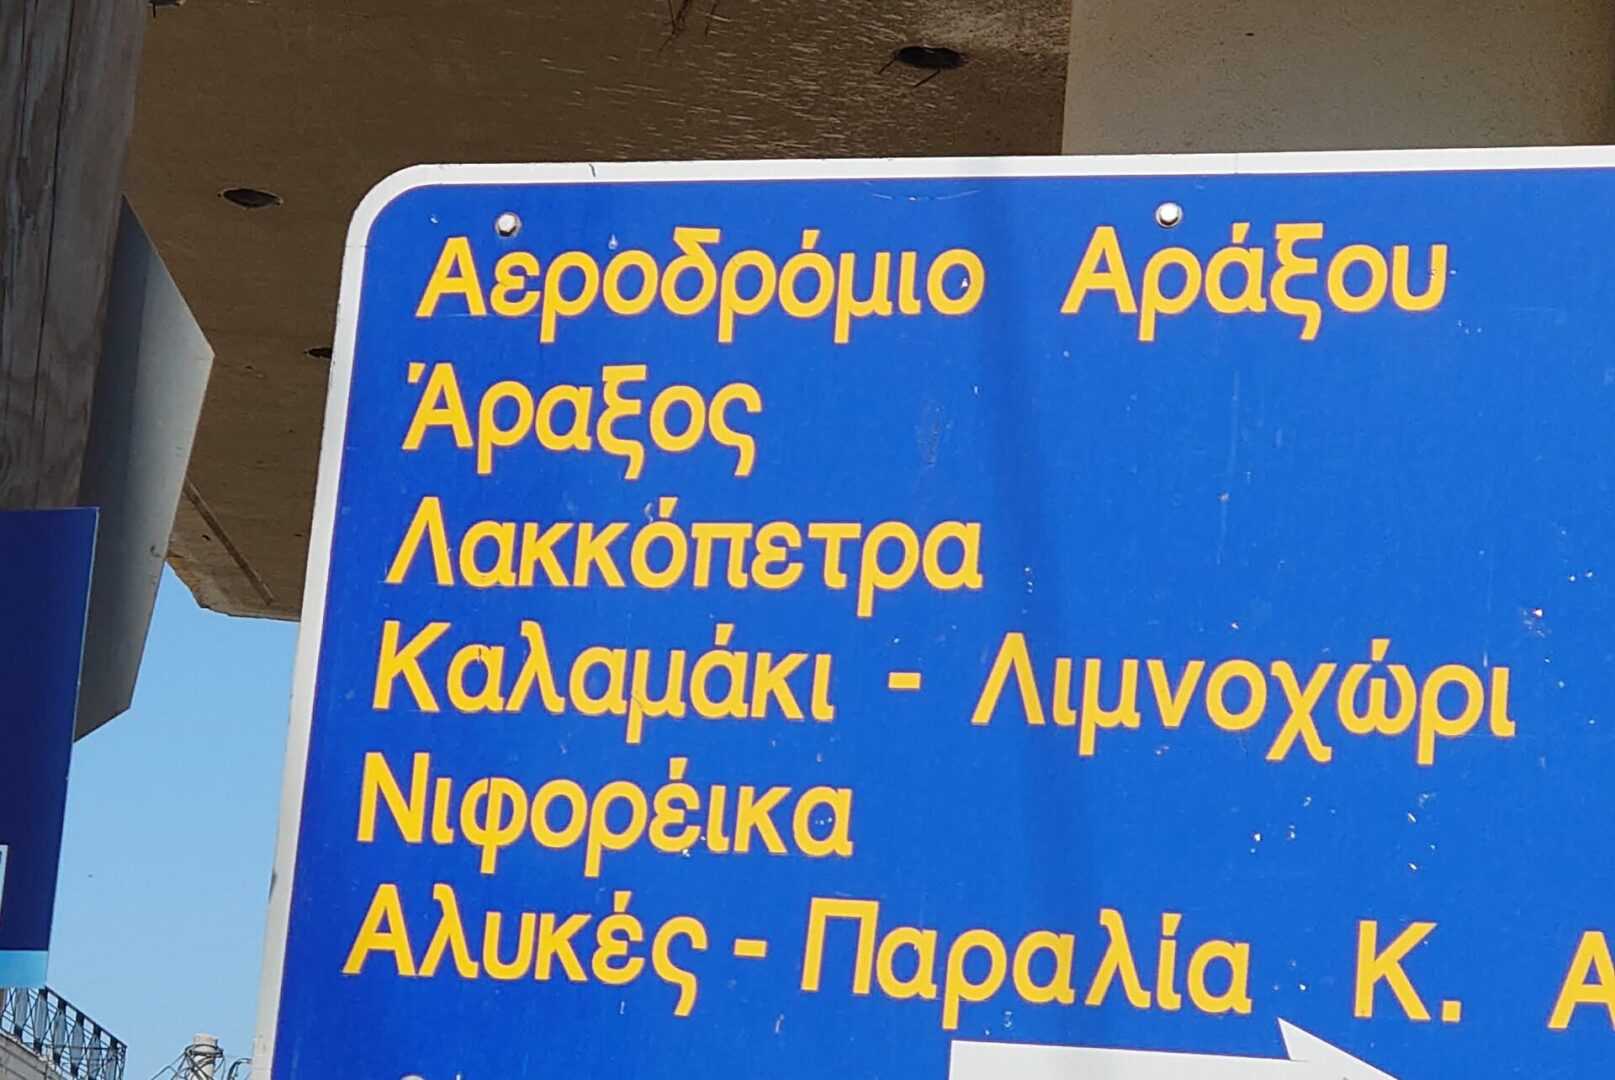 Αεροδρόμιο Αράξου
Άραξος
Λακκόπετρα
Καλαμάκι - Λιμνοχώρι
Νιφορέικα
Αλυκές - Παραλία Κ. Α